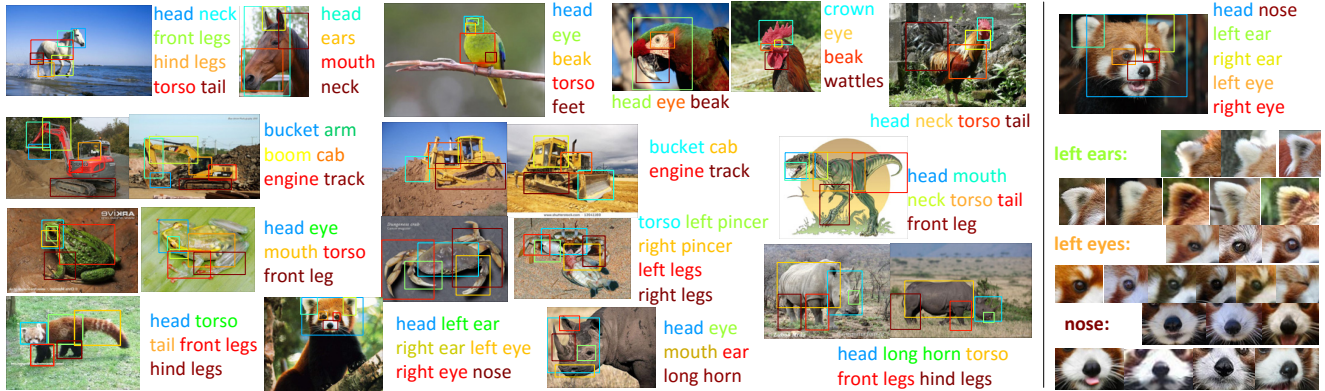 head neck
front legs
hind legs
torso tail
head
ears
mouth
neck
head
eye
beak
torso
feet
head eye beak
crown
eye
beak
wattles
head neck torso tail
bucket arm
boom cab
engine track
bucket cab
engine track
head mouth
neck torso tail
front leg
head eye
mouth torso
front leg
torso left pincer
right pincer
left legs
right legs
head torso
tail front legs
hind legs
head left ear
right ear left eye
right eye nose
head eye
mouth ear
long horn
head long horn torso
front legs hind legs
head nose
left ear
right ear
left eye
right eye
left ears:
left eyes:
nose: